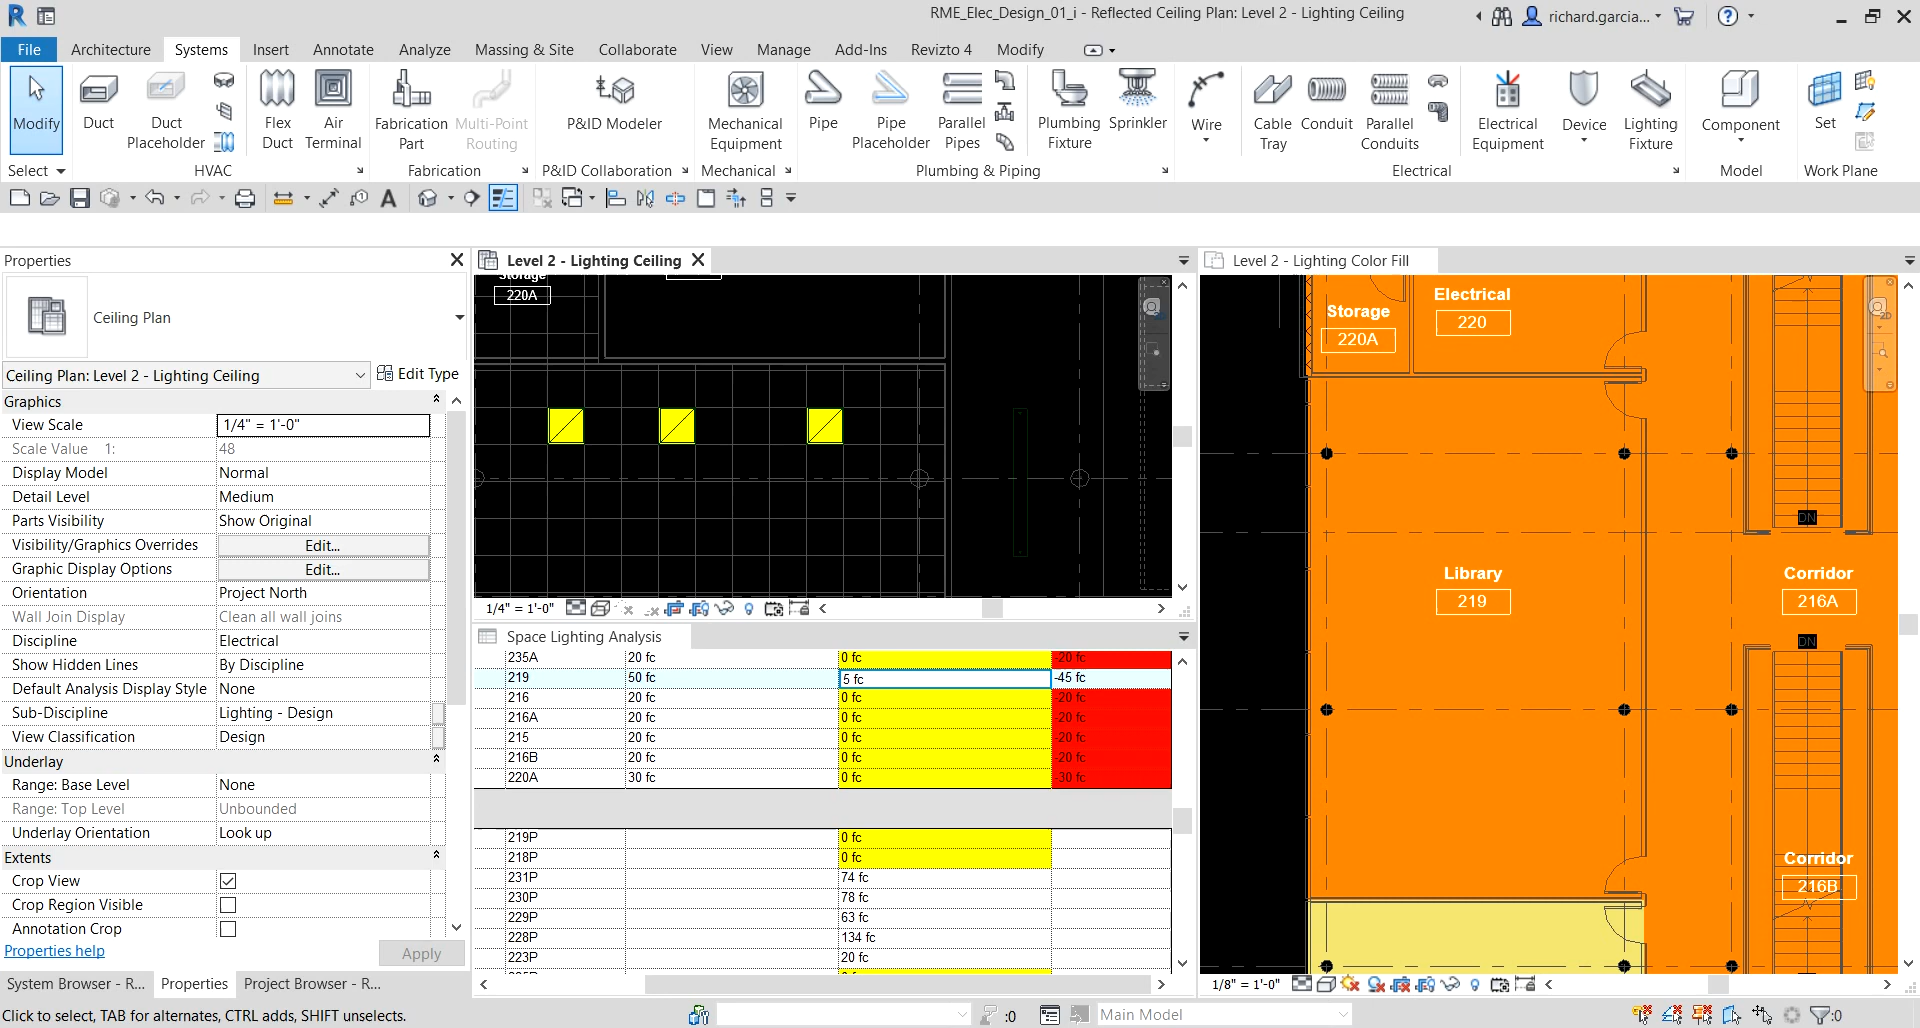 RME_Elec_Design_01_i - Reflected Ceiling Plan: Level 2 - Lighting Ceiling
richard.garcia...
File Architecture Systems Insert Annotate Analyze Massing & Site Collaborate View Manage Add-Ins Revizto 4 Modify
Modify
Duct
Duct Placeholder
Flex Duct
Air Terminal
Fabrication Part
Multi-Point Routing
P&ID Modeler
Mechanical Equipment
Pipe
Pipe Placeholder
Parallel Pipes
Plumbing Fixture
Sprinkler
Wire
Cable Tray
Conduit
Parallel Conduits
Electrical Equipment
Device
Lighting Fixture
Component
Set
Select HVAC Fabrication P&ID Collaboration Mechanical Plumbing & Piping Electrical Model Work Plane
Properties
Ceiling Plan
Ceiling Plan: Level 2 - Lighting Ceiling Edit Type
Graphics
View Scale 1/4" = 1'-0"
Scale Value 1: 48
Display Model Normal
Detail Level Medium
Parts Visibility Show Original
Visibility/Graphics Overrides Edit...
Graphic Display Options Edit...
Orientation Project North
Wall Join Display Clean all wall joins
Discipline Electrical
Show Hidden Lines By Discipline
Default Analysis Display Style None
Sub-Discipline Lighting - Design
View Classification Design
Underlay
Range: Base Level None
Range: Top Level Unbounded
Underlay Orientation Look up
Extents
Crop View
Crop Region Visible
Annotation Crop
Properties help Apply
System Browser - R... Properties Project Browser - R...
Level 2 - Lighting Ceiling
Storage
220A
1/4" = 1'-0"
Space Lighting Analysis
235A 20 fc 0 fc -20 fc
219 50 fc 5 fc -45 fc
216 20 fc 0 fc -20 fc
216A 20 fc 0 fc -20 fc
215 20 fc 0 fc -20 fc
216B 20 fc 0 fc -20 fc
220A 30 fc 0 fc -30 fc
219P 0 fc
218P 0 fc
231P 74 fc
230P 78 fc
229P 63 fc
228P 134 fc
223P 20 fc
Level 2 - Lighting Color Fill
Storage
220A
Electrical
220
2D
DN
Library
219
Corridor
216A
DN
Corridor
216B
1/8" = 1'-0"
Click to select, TAB for alternates, CTRL adds, SHIFT unselects.
:0
Main Model
:0